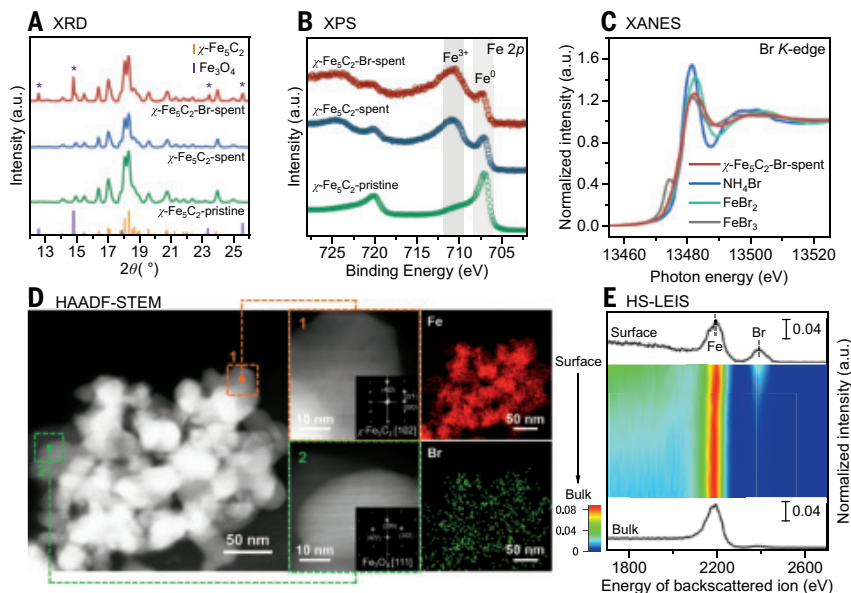 A XRD
Intensity (a.u.)
χ-Fe5C2
Fe3O4
* * * *
χ-Fe5C2-Br-spent
χ-Fe5C2-spent
χ-Fe5C2-pristine
13 15 17 19 21 23 25
2θ( °)
B XPS
Intensity (a.u.)
Fe 2p
Fe3+
Fe0
χ-Fe5C2-Br-spent
χ-Fe5C2-spent
χ-Fe5C2-pristine
725 720 715 710 705
Binding Energy (eV)
C XANES
Normalized intensity (a.u.)
Br K-edge
1.6
1.2
0.8
0.4
0.0
χ-Fe5C2-Br-spent
NH4Br
FeBr2
FeBr3
13460 13480 13500 13520
Photon energy (eV)
D HAADF-STEM
1
2
50 nm
1
10 nm
χ-Fe5C2 [102]
2
10 nm
Fe3O4 [111]
Fe
50 nm
Br
50 nm
E HS-LEIS
Surface
Fe
Br
0.04
Surface
Bulk
0.08
0.04
0
Bulk
0.04
1800 2200 2600
Energy of backscattered ion (eV)
Normalized intensity (a.u.)